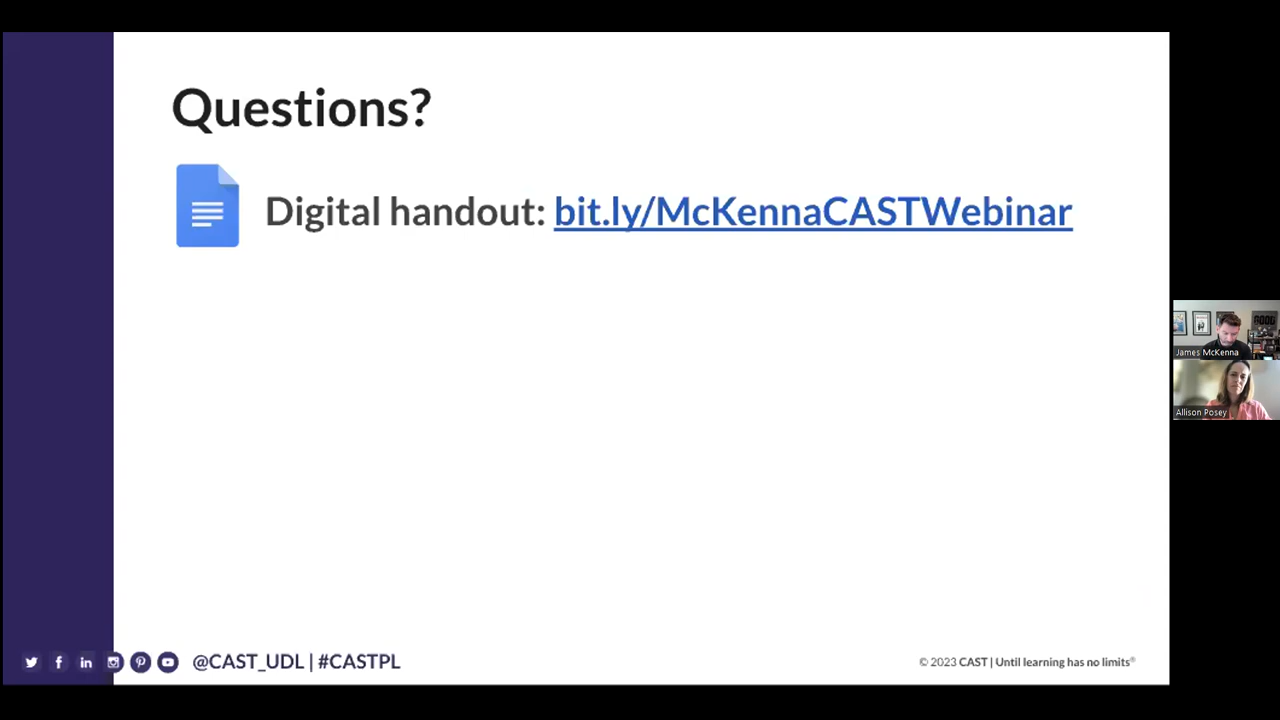 Questions?
Digital handout: bit.ly/McKennaCASTWebinar
James McKenna
Allison Posey
@CAST_UDL | #CASTPL
© 2023 CAST | Until learning has no limits®